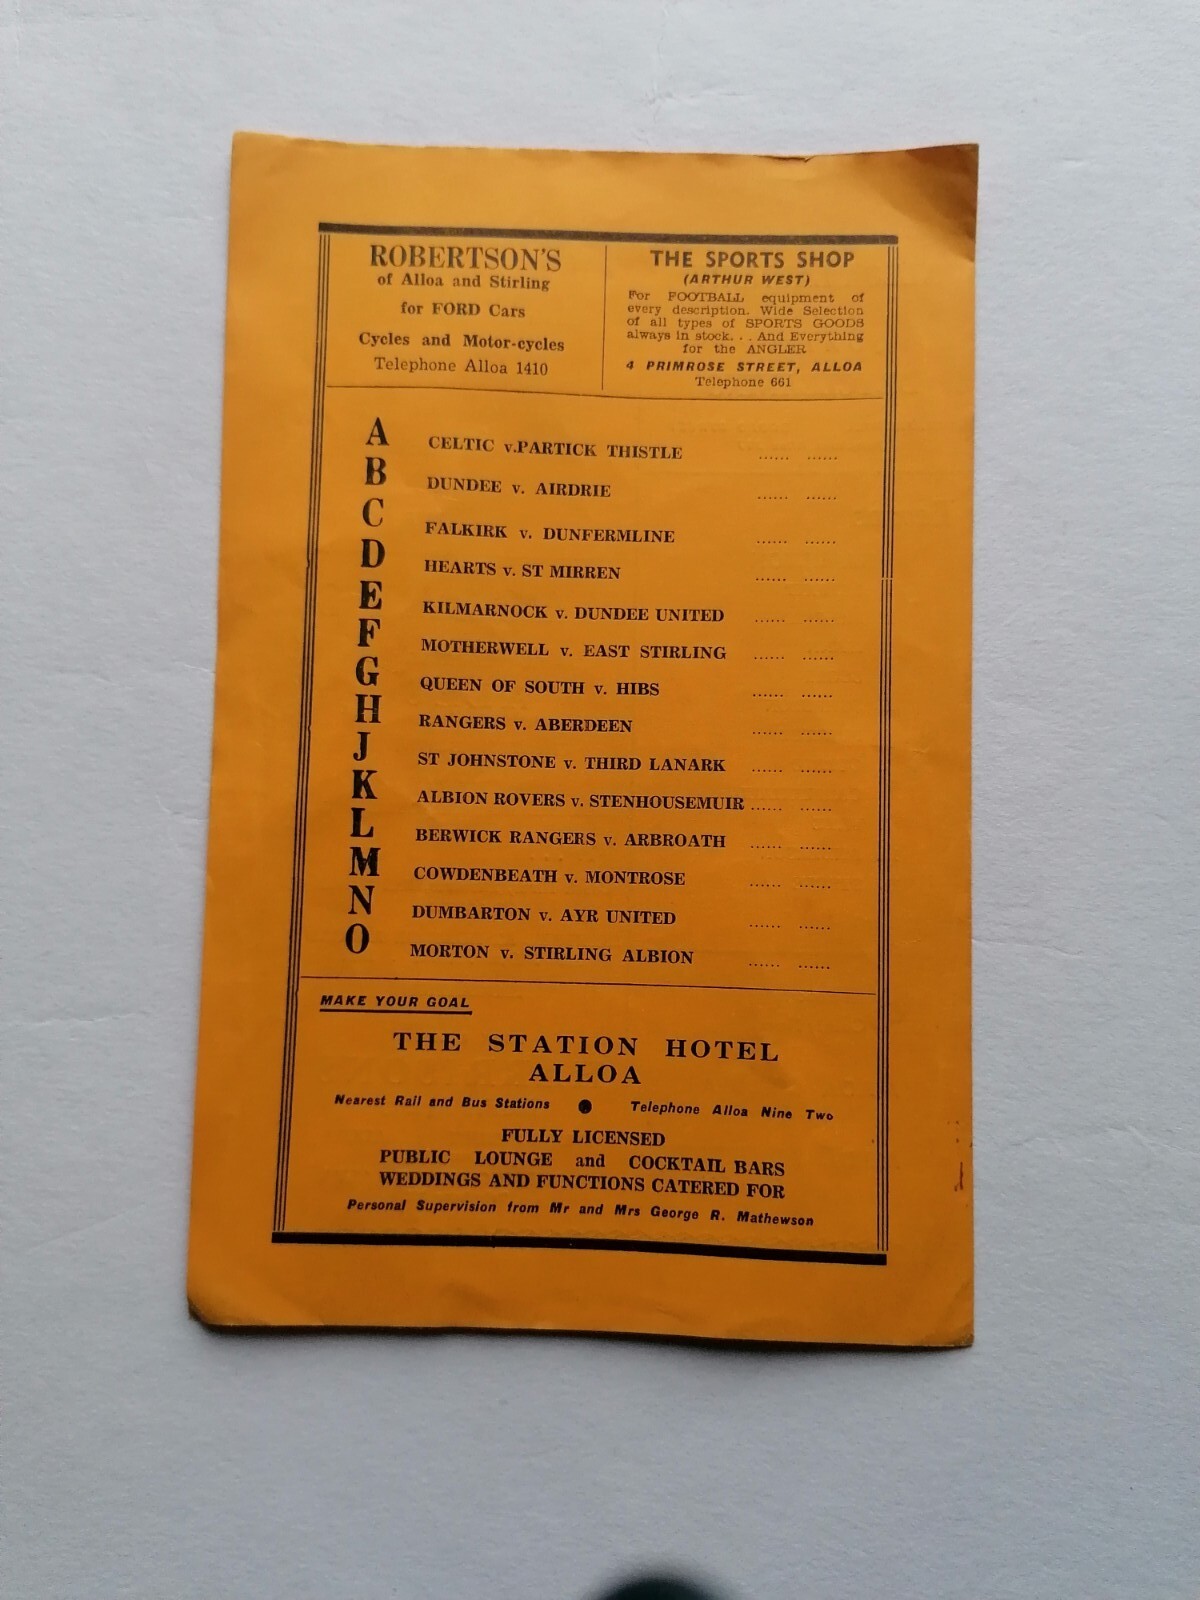 ROBERTSON'S
of Alloa and Stirling
for FORD Cars
Cycles and Motor-cycles
Telephone Alloa 1410
THE SPORTS SHOP
(ARTHUR WEST)
For FOOTBALL equipment of
every description. Wide Selection
of all types of SPORTS GOODS
always in stock. . . And Everything
for the ANGLER
4 PRIMROSE STREET, ALLOA
Telephone 661
A CELTIC v.PARTICK THISTLE ...... ......
B DUNDEE v. AIRDRIE ...... ......
C FALKIRK v. DUNFERMLINE ...... ......
D HEARTS v. ST MIRREN ...... ......
E KILMARNOCK v. DUNDEE UNITED ...... ......
F MOTHERWELL v. EAST STIRLING ...... ......
G QUEEN OF SOUTH v. HIBS ...... ......
H RANGERS v. ABERDEEN ...... ......
J ST JOHNSTONE v. THIRD LANARK ...... ......
K ALBION ROVERS v. STENHOUSEMUIR ...... ......
L BERWICK RANGERS v. ARBROATH ...... ......
M COWDENBEATH v. MONTROSE ...... ......
N DUMBARTON v. AYR UNITED ...... ......
O MORTON v. STIRLING ALBION ...... ......
MAKE YOUR GOAL
THE STATION HOTEL
ALLOA
Nearest Rail and Bus Stations ● Telephone Alloa Nine Two
FULLY LICENSED
PUBLIC LOUNGE and COCKTAIL BARS
WEDDINGS AND FUNCTIONS CATERED FOR
Personal Supervision from Mr and Mrs George R. Mathewson